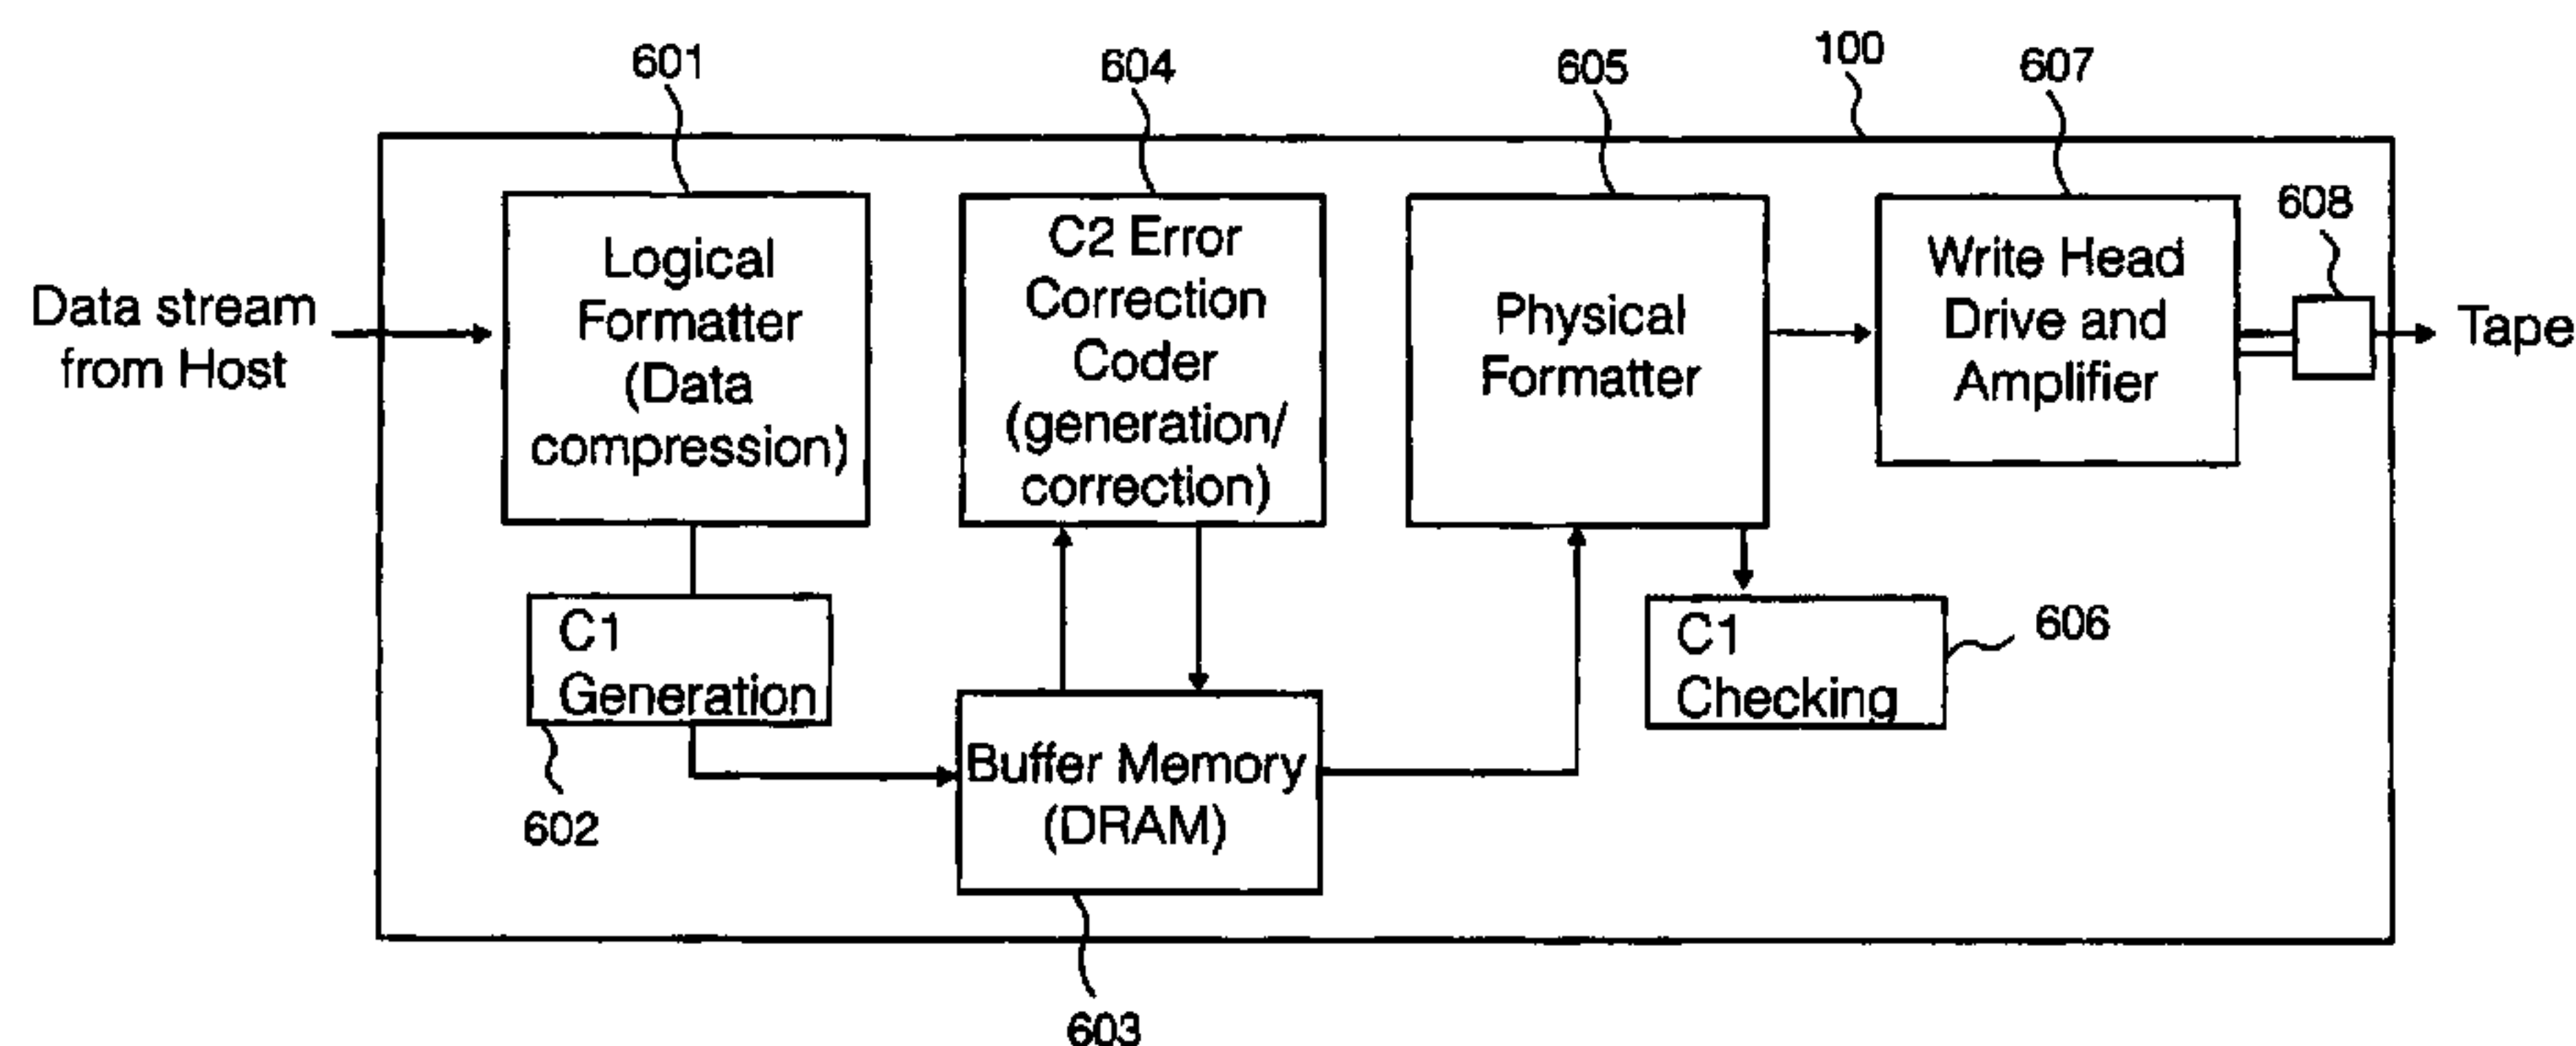 601
604
605
100
607
608
Data stream
from Host
Logical
Formatter
(Data
compression)
C2 Error
Correction
Coder
(generation/
correction)
Physical
Formatter
Write Head
Drive and
Amplifier
Tape
C1
Generation
602
Buffer Memory
(DRAM)
603
C1
Checking
606